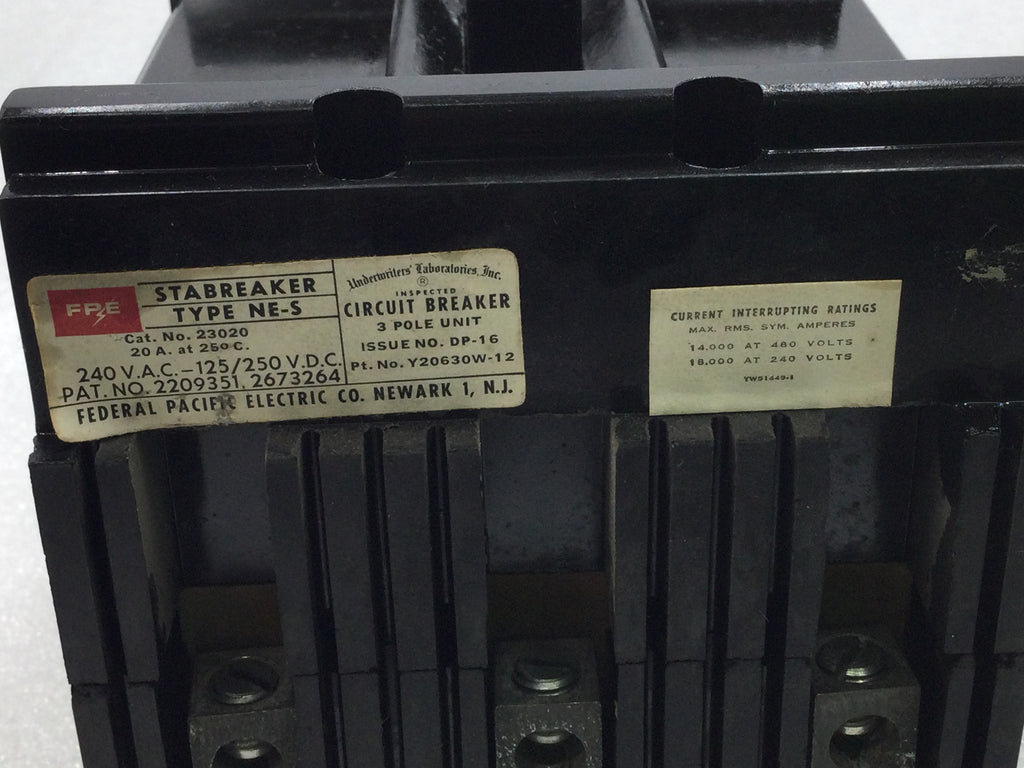 FPE
STABREAKER
TYPE NE-S
Cat. No. 23020
20 A. at 25° C.
240 V.A.C.-125/250 V.D.C.
PAT. NO. 2209351, 2673264
Underwriters' Laboratories, Inc.
®
INSPECTED
CIRCUIT BREAKER
3 POLE UNIT
ISSUE NO. DP-16
Pt. No. Y20630W-12
FEDERAL PACIFIC ELECTRIC CO. NEWARK 1, N.J.
CURRENT INTERRUPTING RATINGS
MAX. RMS. SYM. AMPERES
14,000 AT 480 VOLTS
18,000 AT 240 VOLTS
YW51449-1